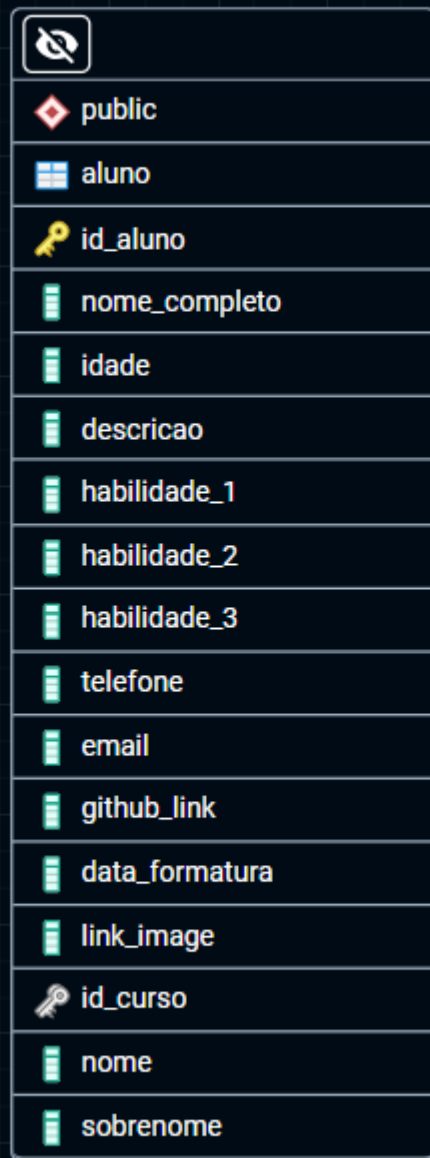 public
aluno
id_aluno
nome_completo
idade
descricao
habilidade_1
habilidade_2
habilidade_3
telefone
email
github_link
data_formatura
link_image
id_curso
nome
sobrenome